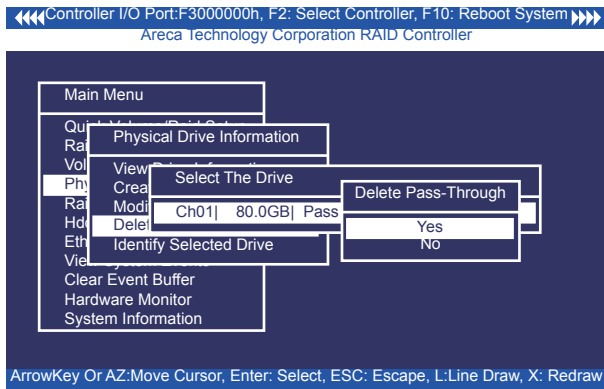 Controller I/O Port:F3000000h, F2: Select Controller, F10: Reboot System
Areca Technology Corporation RAID Controller
Main Menu
Physical Drive Information
Select The Drive
Delete Pass-Through
Ch01| 80.0GB| Pass
Yes
No
Identify Selected Drive
Clear Event Buffer
Hardware Monitor
System Information
ArrowKey Or AZ:Move Cursor, Enter: Select, ESC: Escape, L:Line Draw, X: Redraw